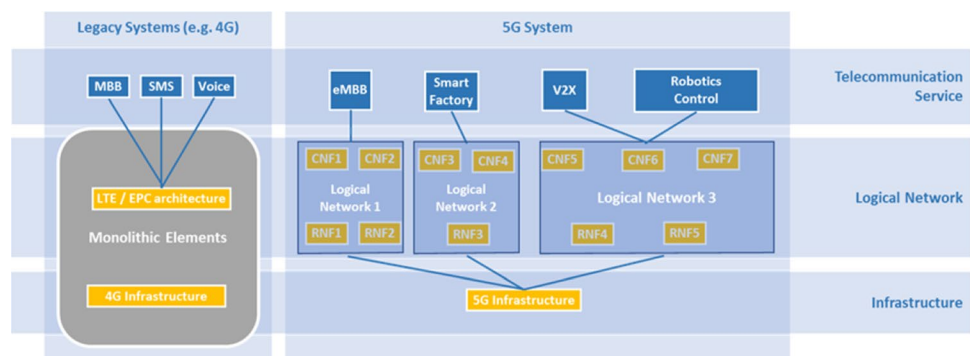 Legacy Systems (e.g. 4G)
5G System
MBB
SMS
Voice
eMBB
Smart
Factory
V2X
Robotics
Control
Telecommunication
Service
CNF1
CNF2
Logical
Network 1
RNF1
RNF2
CNF3
CNF4
Logical
Network 2
RNF3
CNF5
CNF6
CNF7
Logical Network 3
RNF4
RNF5
Logical Network
LTE / EPC architecture
Monolithic Elements
4G Infrastructure
5G Infrastructure
Infrastructure